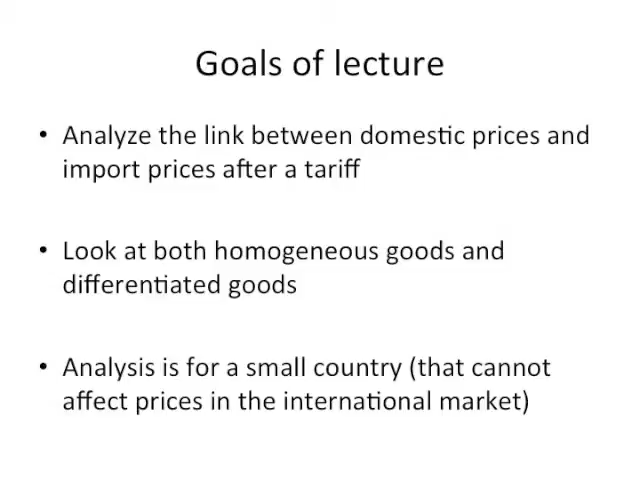 Goals of lecture
• Analyze the link between domestic prices and
import prices after a tariff
• Look at both homogeneous goods and
differentiated goods
• Analysis is for a small country (that cannot
affect prices in the international market)